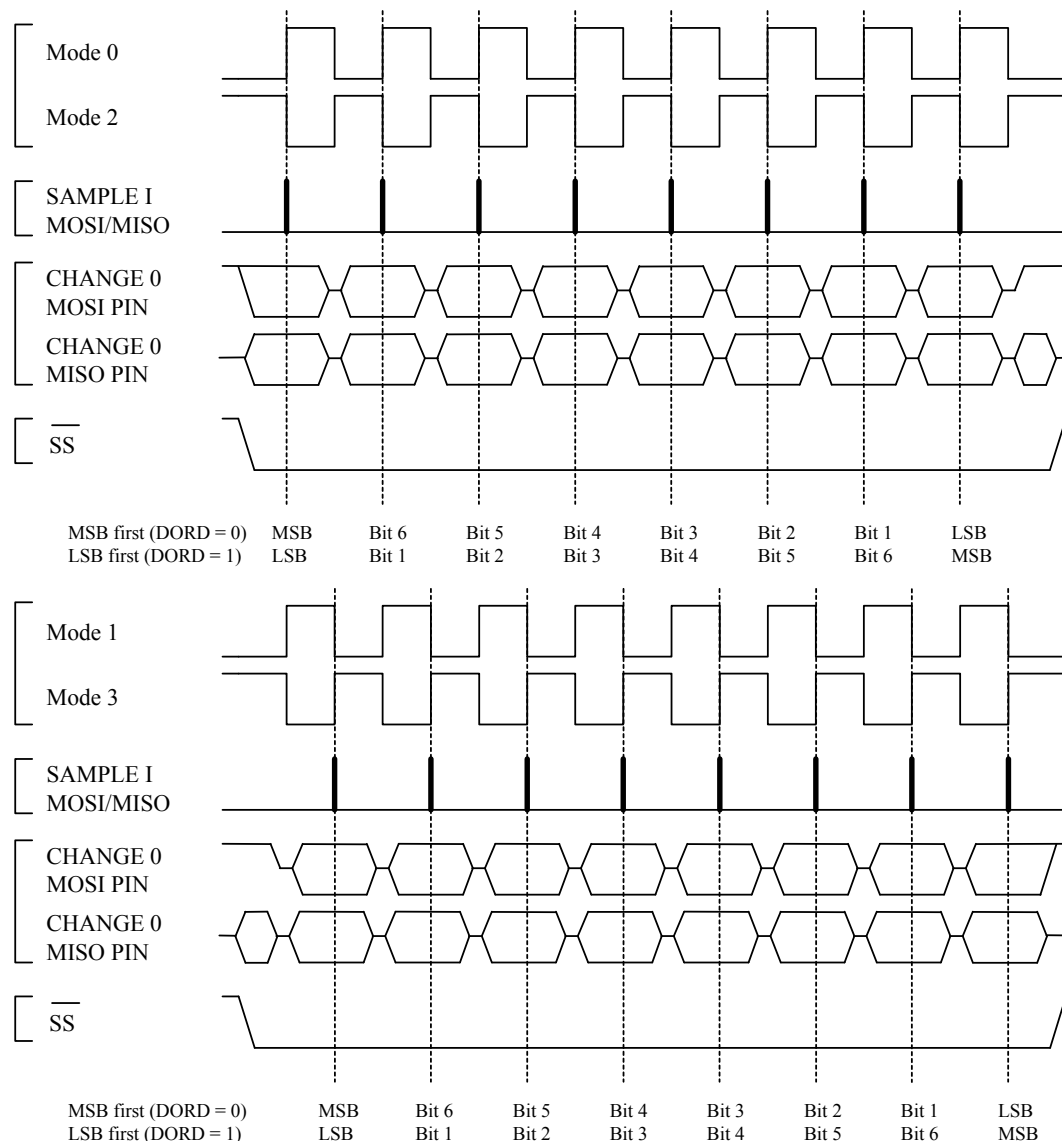 Mode 0
Mode 2
SAMPLE I
MOSI/MISO
CHANGE 0
MOSI PIN
CHANGE 0
MISO PIN
SS
MSB first (DORD = 0) MSB Bit 6 Bit 5 Bit 4 Bit 3 Bit 2 Bit 1 LSB
LSB first (DORD = 1) LSB Bit 1 Bit 2 Bit 3 Bit 4 Bit 5 Bit 6 MSB
Mode 1
Mode 3
SAMPLE I
MOSI/MISO
CHANGE 0
MOSI PIN
CHANGE 0
MISO PIN
SS
MSB first (DORD = 0) MSB Bit 6 Bit 5 Bit 4 Bit 3 Bit 2 Bit 1 LSB
LSB first (DORD = 1) LSB Bit 1 Bit 2 Bit 3 Bit 4 Bit 5 Bit 6 MSB